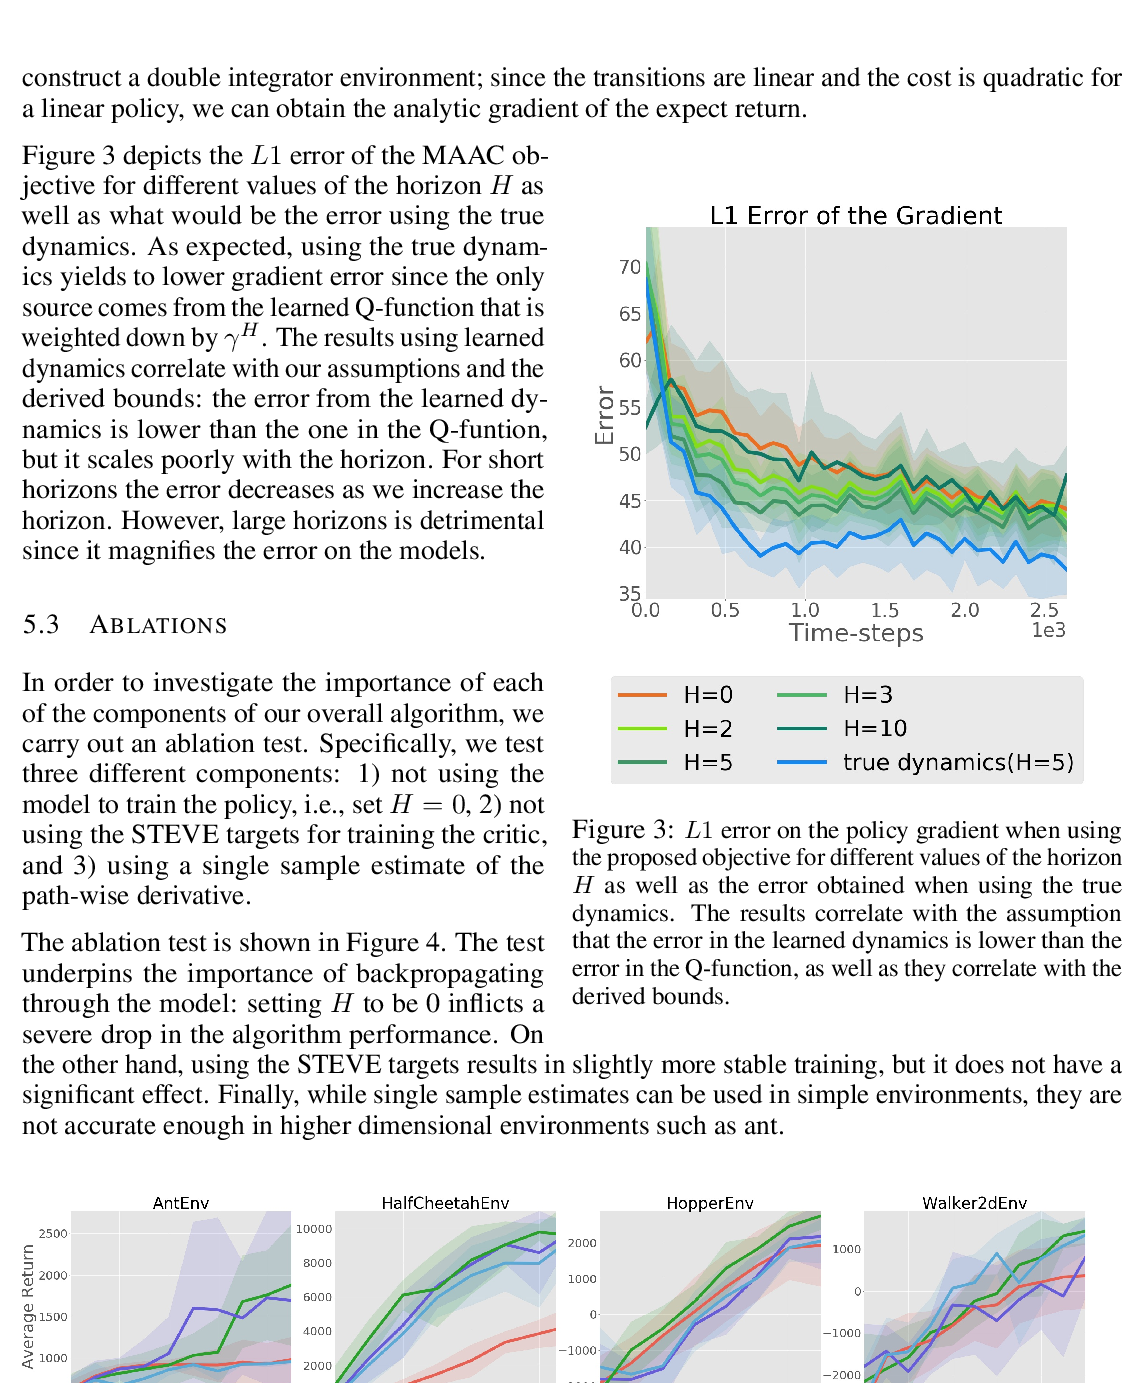 construct a double integrator environment; since the transitions are linear and the cost is quadratic for
a linear policy, we can obtain the analytic gradient of the expect return.
Figure 3 depicts the L1 error of the MAAC ob-
jective for different values of the horizon H as
well as what would be the error using the true
dynamics. As expected, using the true dynam-
ics yields to lower gradient error since the only
source comes from the learned Q-function that is
weighted down by γ^H. The results using learned
dynamics correlate with our assumptions and the
derived bounds: the error from the learned dy-
namics is lower than the one in the Q-funtion,
but it scales poorly with the horizon. For short
horizons the error decreases as we increase the
horizon. However, large horizons is detrimental
since it magnifies the error on the models.
5.3 ABLATIONS
In order to investigate the importance of each
of the components of our overall algorithm, we
carry out an ablation test. Specifically, we test
three different components: 1) not using the
model to train the policy, i.e., set H = 0, 2) not
using the STEVE targets for training the critic,
and 3) using a single sample estimate of the
path-wise derivative.
The ablation test is shown in Figure 4. The test
underpins the importance of backpropagating
through the model: setting H to be 0 inflicts a
severe drop in the algorithm performance. On
L1 Error of the Gradient
70
65
60
55
50
45
40
35
Error
0.0 0.5 1.0 1.5 2.0 2.5
1e3
Time-steps
H=0 H=3
H=2 H=10
H=5 true dynamics(H=5)
Figure 3: L1 error on the policy gradient when using
the proposed objective for different values of the horizon
H as well as the error obtained when using the true
dynamics. The results correlate with the assumption
that the error in the learned dynamics is lower than the
error in the Q-function, as well as they correlate with the
derived bounds.
the other hand, using the STEVE targets results in slightly more stable training, but it does not have a
significant effect. Finally, while single sample estimates can be used in simple environments, they are
not accurate enough in higher dimensional environments such as ant.
AntEnv
2500
2000
1500
1000
Average Return
HalfCheetahEnv
10000
8000
6000
4000
2000
HopperEnv
2000
1000
0
−1000
Walker2dEnv
1000
0
−1000
−2000